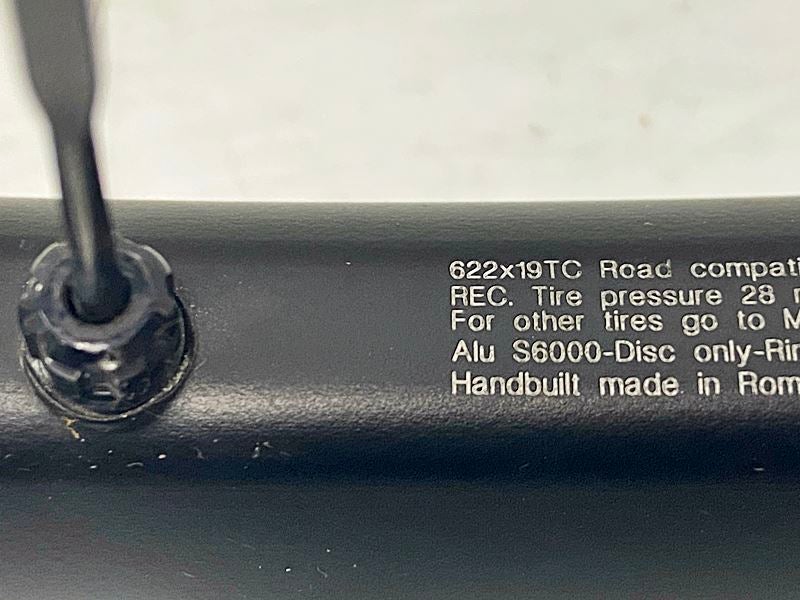 622x19TC Road compati
REC. Tire pressure 28
For other tires go to M
Alu S6000-Disc only-Rin
Handbuilt made in Rom